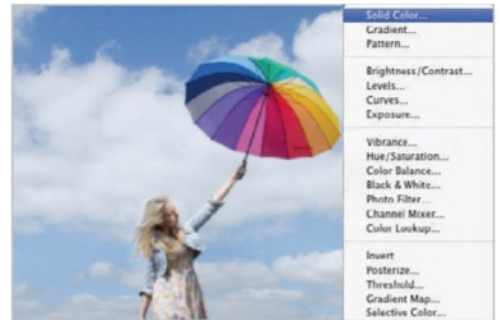 Solid Color...
Gradient...
Pattern...
Brightness/Contrast...
Levels...
Curves...
Exposure...
Vibrance...
Hue/Saturation...
Color Balance...
Black & White...
Photo Filter...
Channel Mixer...
Color Lookup...
Invert
Posterize...
Threshold...
Gradient Map...
Selective Color...